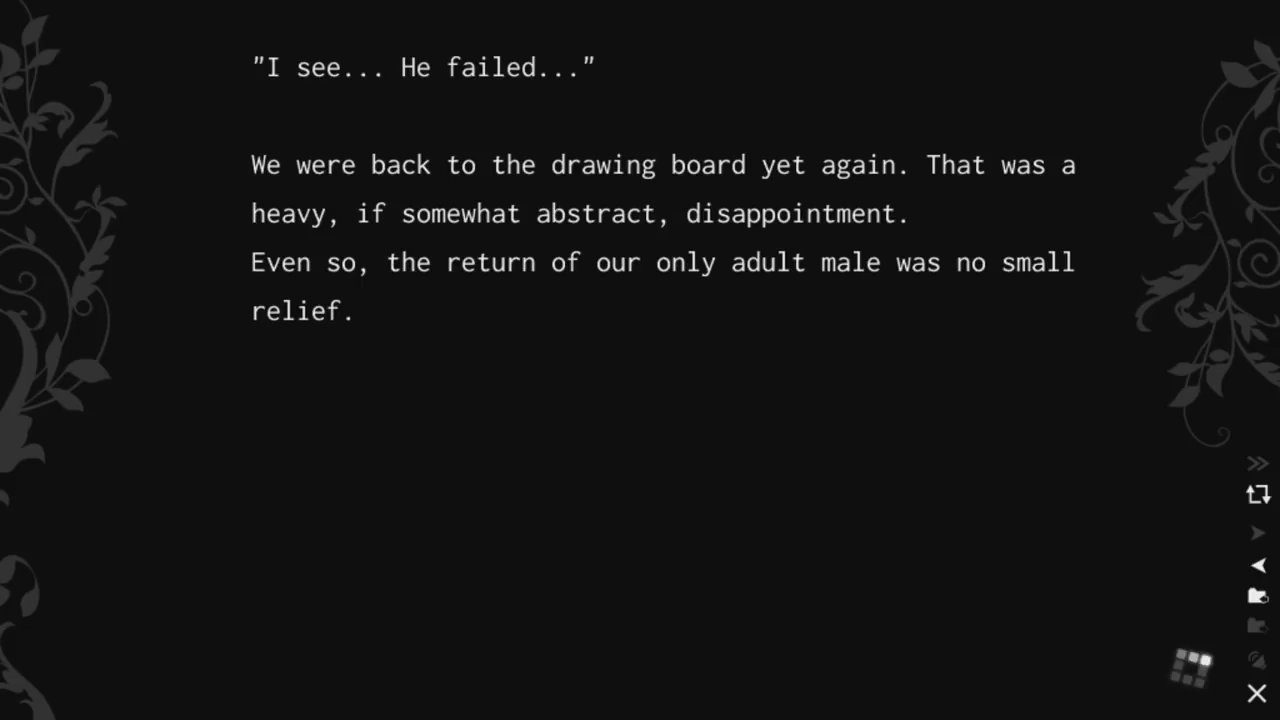 "I see... He failed..."
We were back to the drawing board yet again. That was a
heavy, if somewhat abstract, disappointment.
Even so, the return of our only adult male was no small
relief.